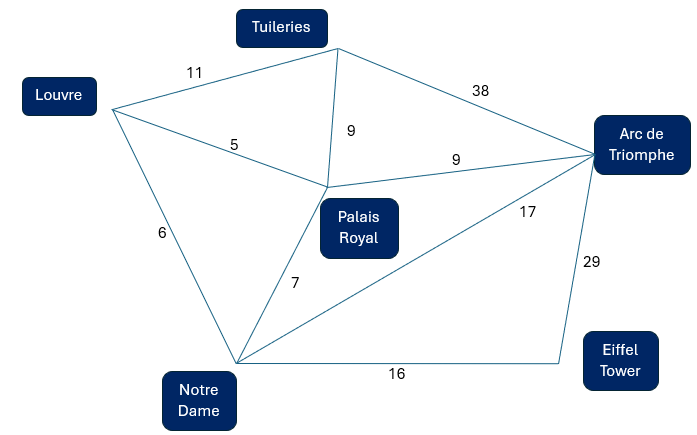 Tuileries
11
Louvre
38
Arc de
Triomphe
9
5
9
Palais
Royal
17
6
29
7
Eiffel
Tower
16
Notre
Dame